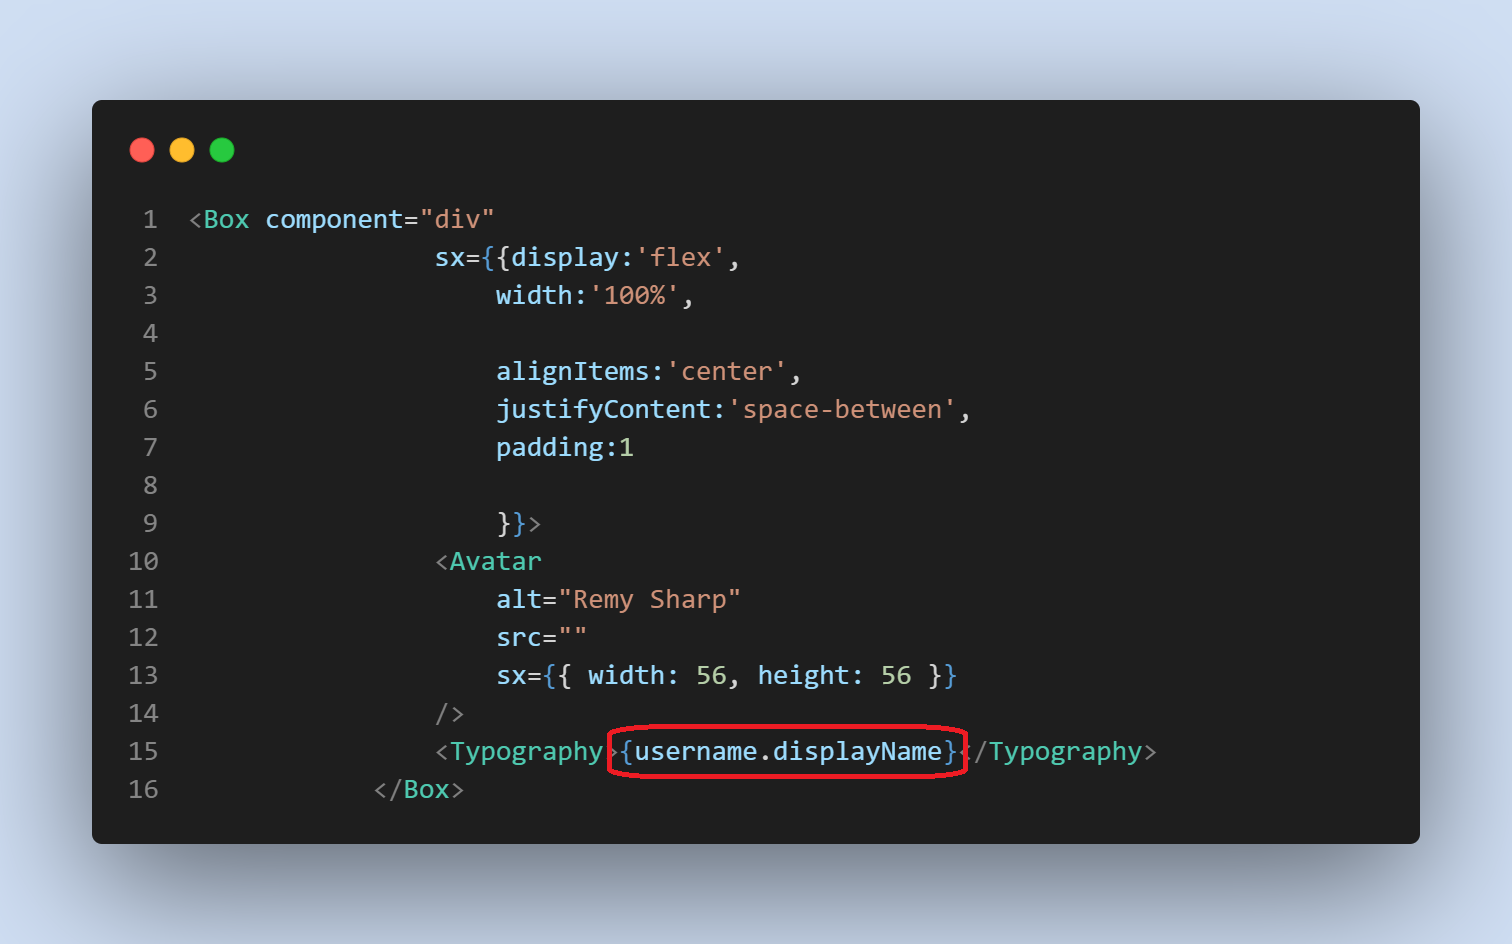 1 <Box component="div"
2 sx={{display:'flex',
3 width:'100%',
4
5 alignItems:'center',
6 justifyContent:'space-between',
7 padding:1
8
9 }}>
10 <Avatar
11 alt="Remy Sharp"
12 src=""
13 sx={{ width: 56, height: 56 }}
14 />
15 <Typography>{username.displayName}</Typography>
16 </Box>